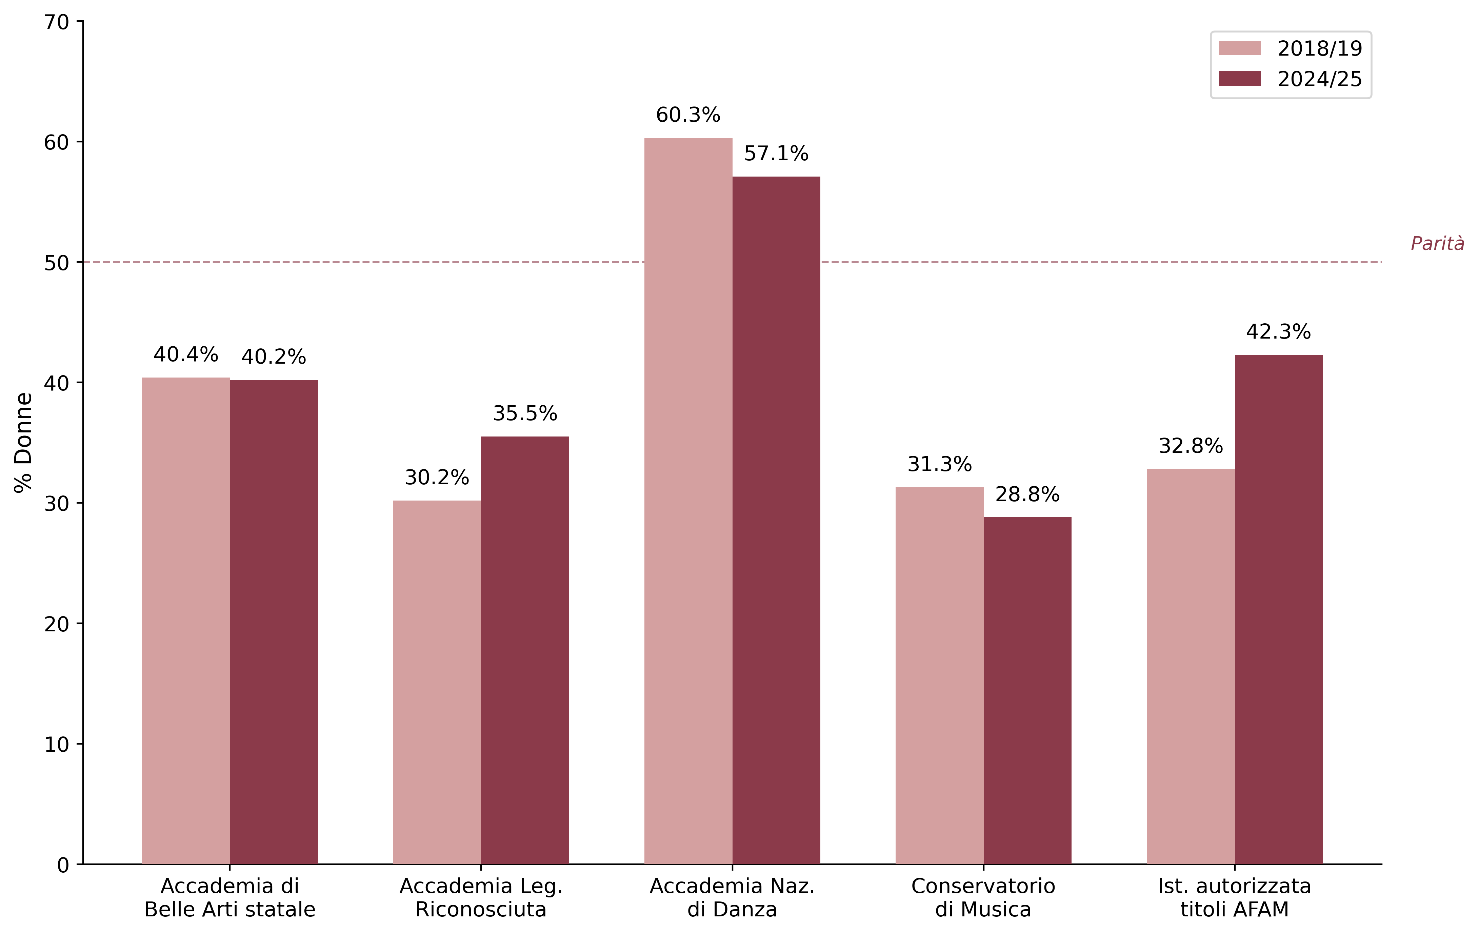 70
60
50
40
30
20
10
0
% Donne
2018/19
2024/25
Parità
40.4%
40.2%
30.2%
35.5%
60.3%
57.1%
31.3%
28.8%
32.8%
42.3%
Accademia di
Belle Arti statale
Accademia Leg.
Riconosciuta
Accademia Naz.
di Danza
Conservatorio
di Musica
Ist. autorizzata
titoli AFAM